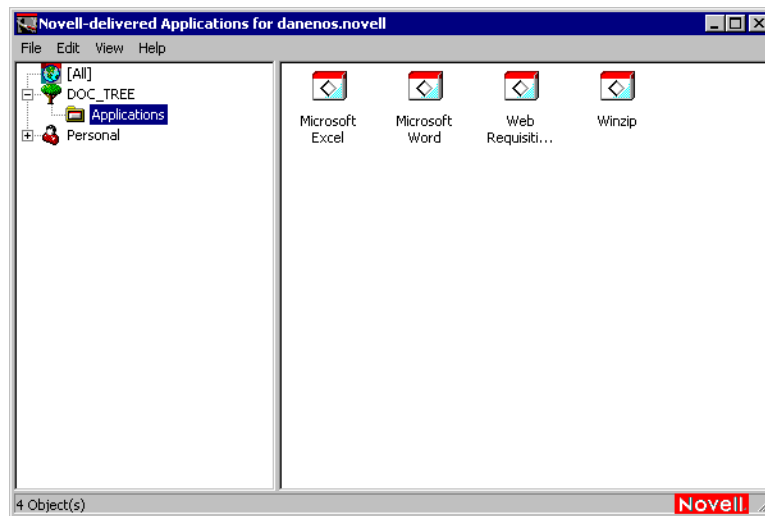 Novell-delivered Applications for danenos.novell
File Edit View Help
[All]
DOC_TREE
Applications
Personal
Microsoft Excel
Microsoft Word
Web Requisiti...
Winzip
4 Object(s)
Novell.